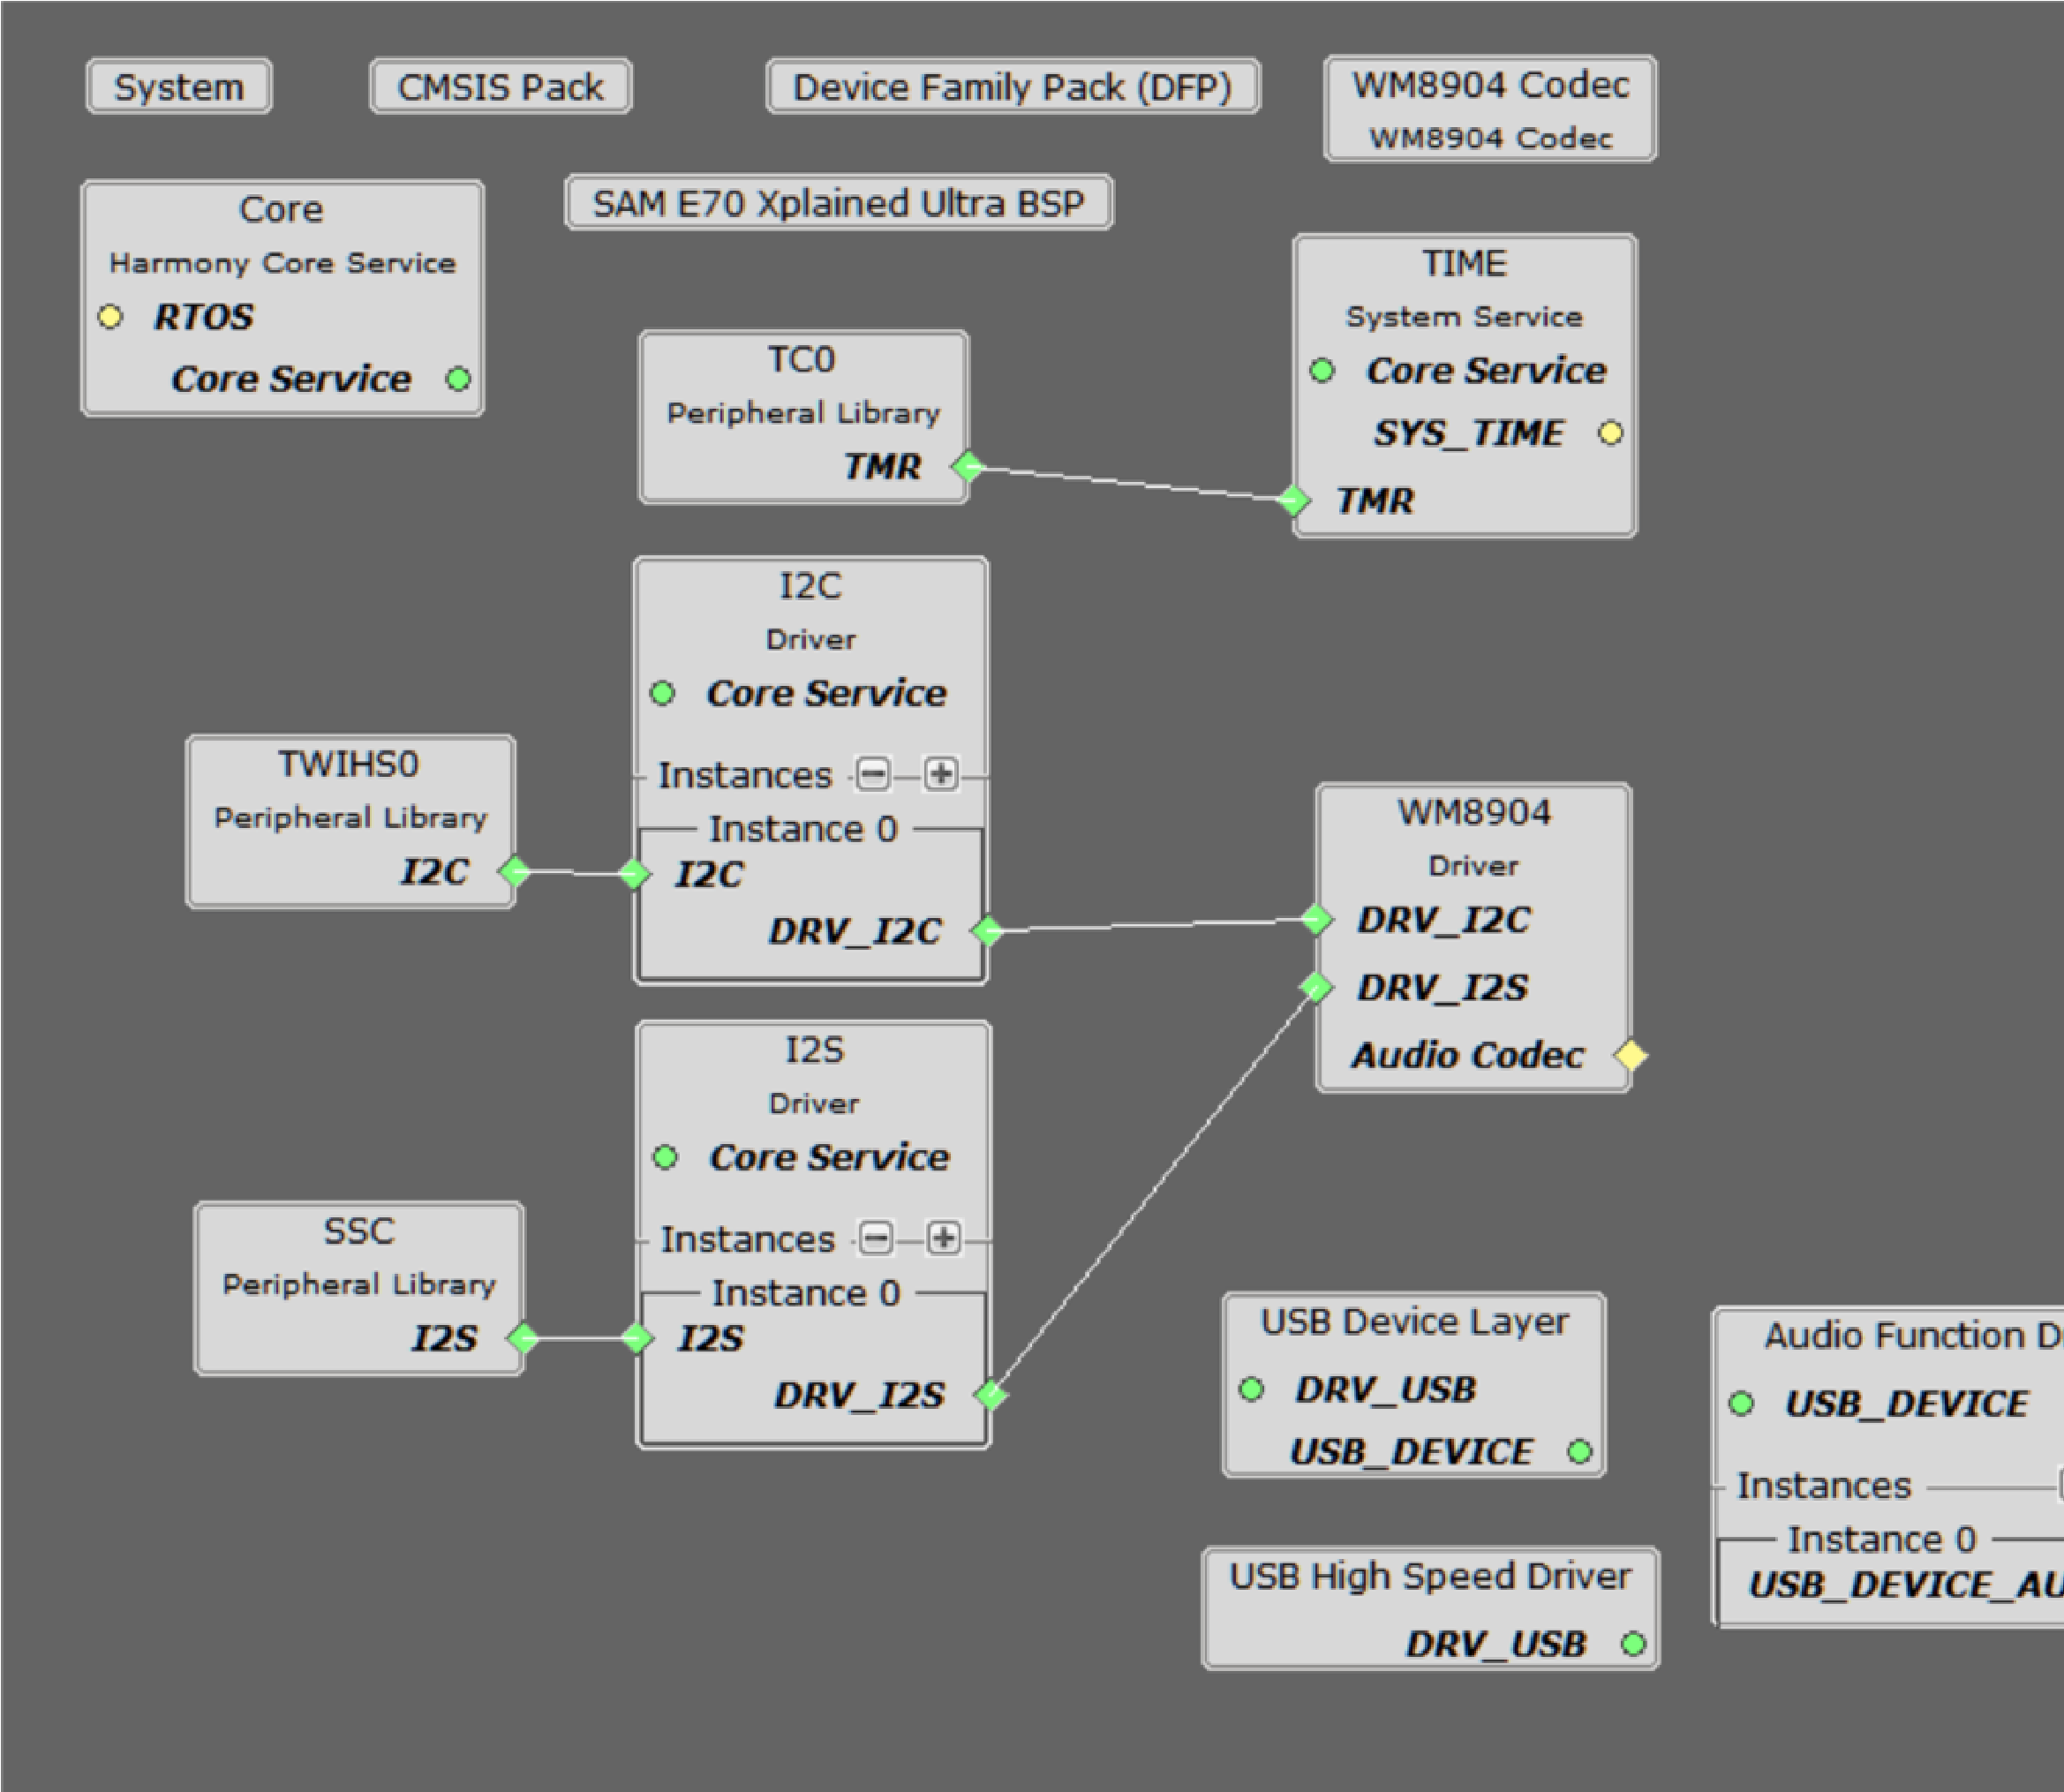 System
CMSIS Pack
Device Family Pack (DFP)
WM8904 Codec
WM8904 Codec
Core
Harmony Core Service
RTOS
Core Service
SAM E70 Xplained Ultra BSP
TIME
System Service
Core Service
SYS_TIME
TMR
TC0
Peripheral Library
TMR
I2C
Driver
Core Service
Instances
Instance 0
I2C
DRV_I2C
TWIHS0
Peripheral Library
I2C
WM8904
Driver
DRV_I2C
DRV_I2S
Audio Codec
I2S
Driver
Core Service
Instances
Instance 0
I2S
DRV_I2S
SSC
Peripheral Library
I2S
USB Device Layer
DRV_USB
USB_DEVICE
Audio Function D
USB_DEVICE
Instances
Instance 0
USB_DEVICE_AU
USB High Speed Driver
DRV_USB